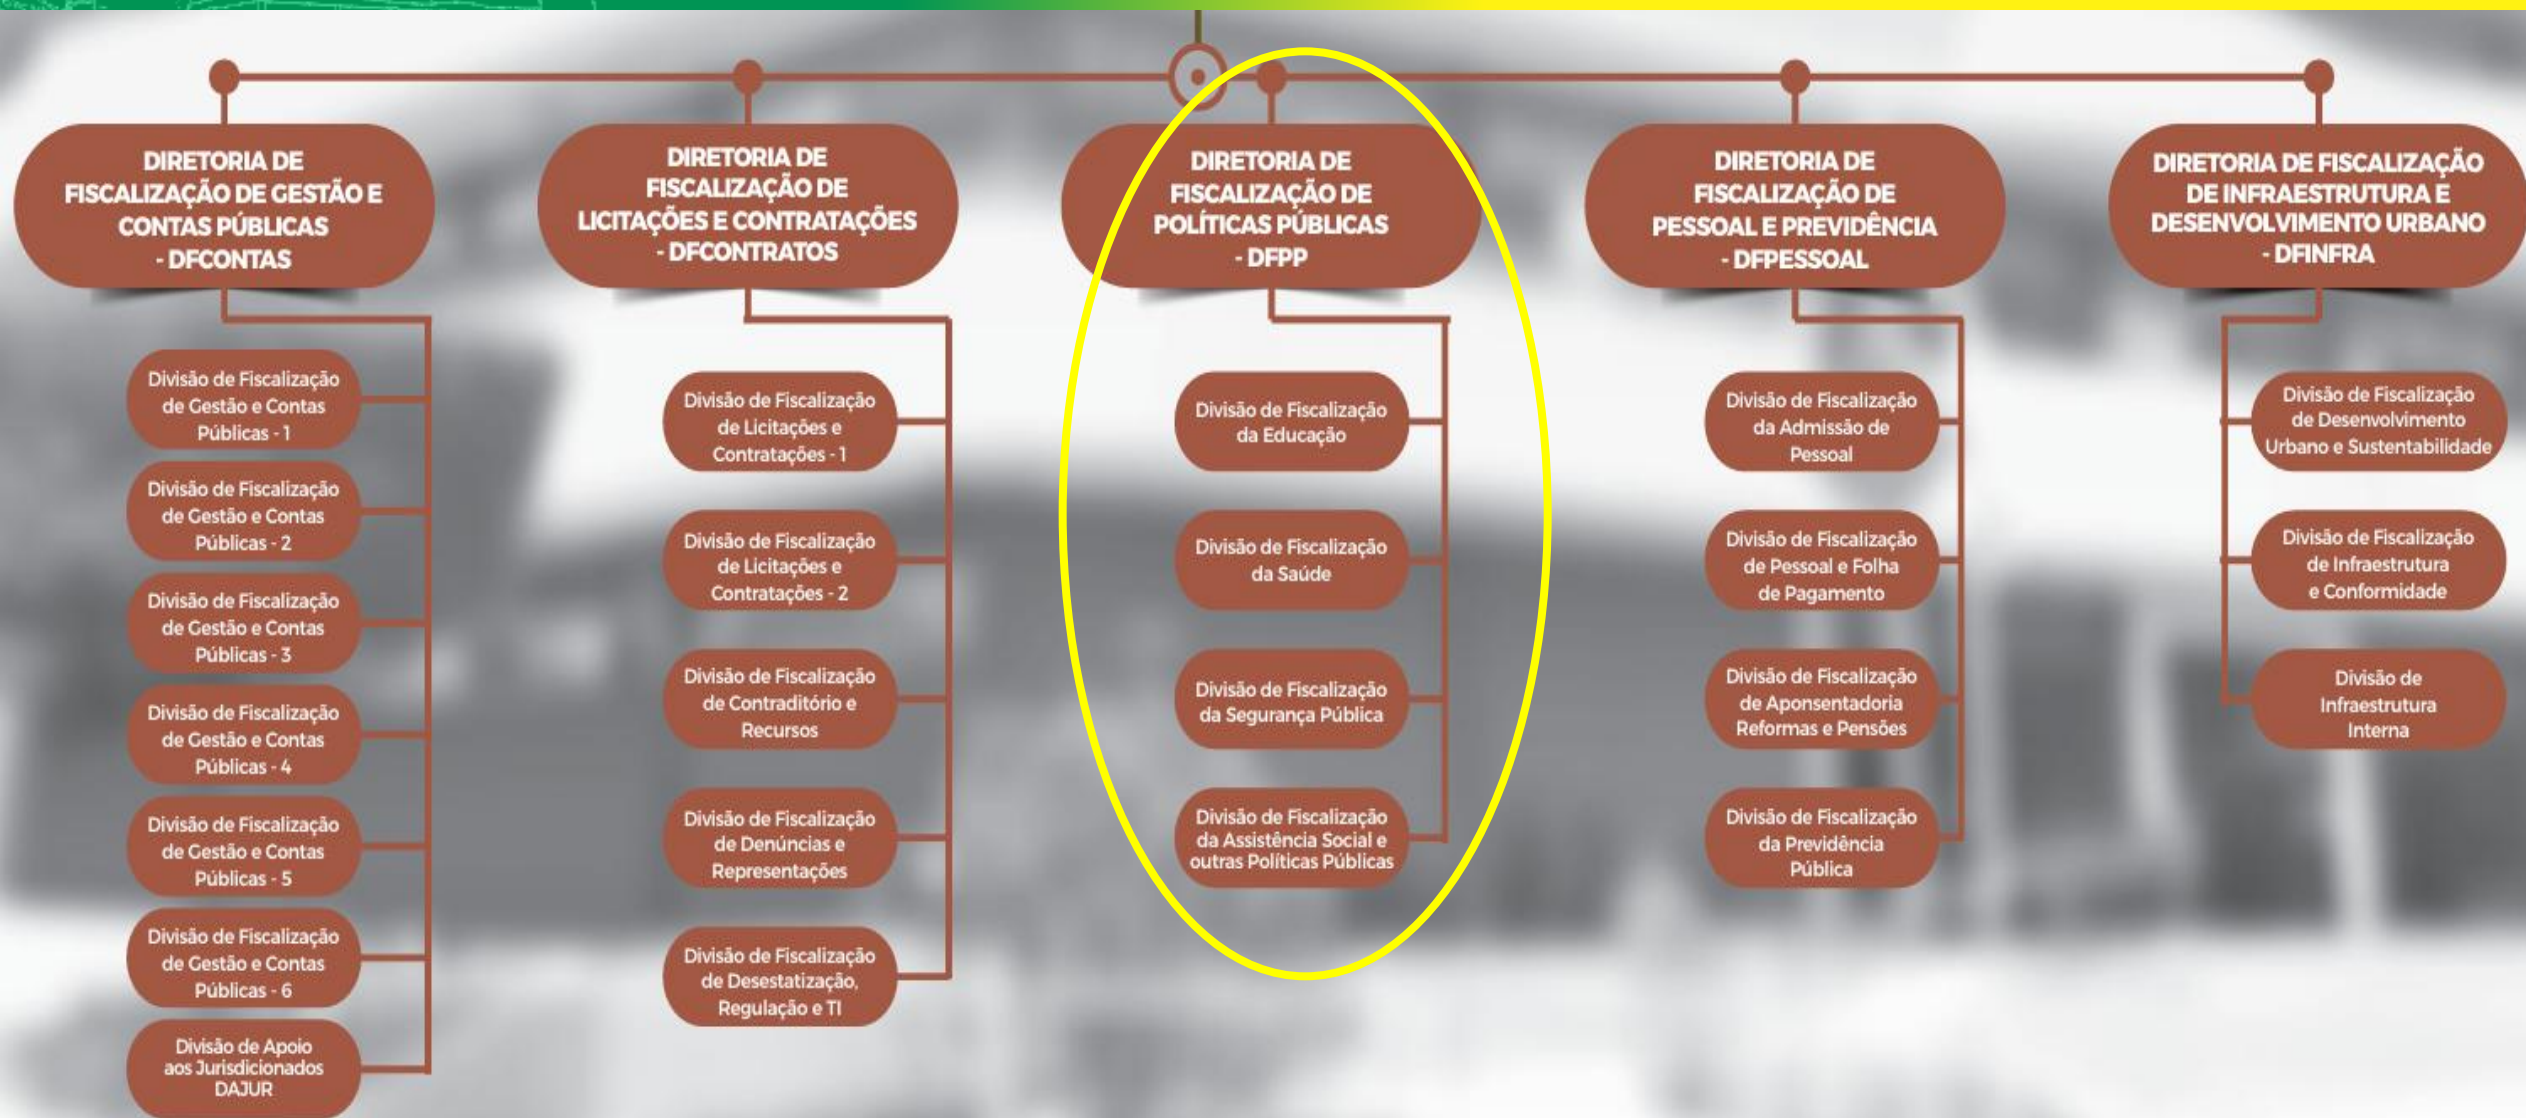 DIRETORIA DE
FISCALIZAÇÃO DE GESTÃO E
CONTAS PÚBLICAS
- DFCONTAS
Divisão de Fiscalização
de Gestão e Contas
Públicas - 1
Divisão de Fiscalização
de Gestão e Contas
Públicas - 2
Divisão de Fiscalização
de Gestão e Contas
Públicas - 3
Divisão de Fiscalização
de Gestão e Contas
Públicas - 4
Divisão de Fiscalização
de Gestão e Contas
Públicas - 5
Divisão de Fiscalização
de Gestão e Contas
Públicas - 6
Divisão de Apoio
aos Jurisdicionados
DAJUR
DIRETORIA DE
FISCALIZAÇÃO DE
LICITAÇÕES E CONTRATAÇÕES
- DFCONTRATOS
Divisão de Fiscalização
de Licitações e
Contratações - 1
Divisão de Fiscalização
de Licitações e
Contratações - 2
Divisão de Fiscalização
de Contraditório e
Recursos
Divisão de Fiscalização
de Denúncias e
Representações
Divisão de Fiscalização
de Desestatização,
Regulação e TI
DIRETORIA DE
FISCALIZAÇÃO DE
POLÍTICAS PÚBLICAS
- DFPP
Divisão de Fiscalização
da Educação
Divisão de Fiscalização
da Saúde
Divisão de Fiscalização
da Segurança Pública
Divisão de Fiscalização
da Assistência Social e
outras Políticas Públicas
DIRETORIA DE
FISCALIZAÇÃO DE
PESSOAL E PREVIDÊNCIA
- DFPESSOAL
Divisão de Fiscalização
da Admissão de
Pessoal
Divisão de Fiscalização
de Pessoal e Folha
de Pagamento
Divisão de Fiscalização
de Aponsentadoria
Reformas e Pensões
Divisão de Fiscalização
da Previdência
Pública
DIRETORIA DE FISCALIZAÇÃO
DE INFRAESTRUTURA E
DESENVOLVIMENTO URBANO
- DFINFRA
Divisão de Fiscalização
de Desenvolvimento
Urbano e Sustentabilidade
Divisão de Fiscalização
de Infraestrutura
e Conformidade
Divisão de
Infraestrutura
Interna